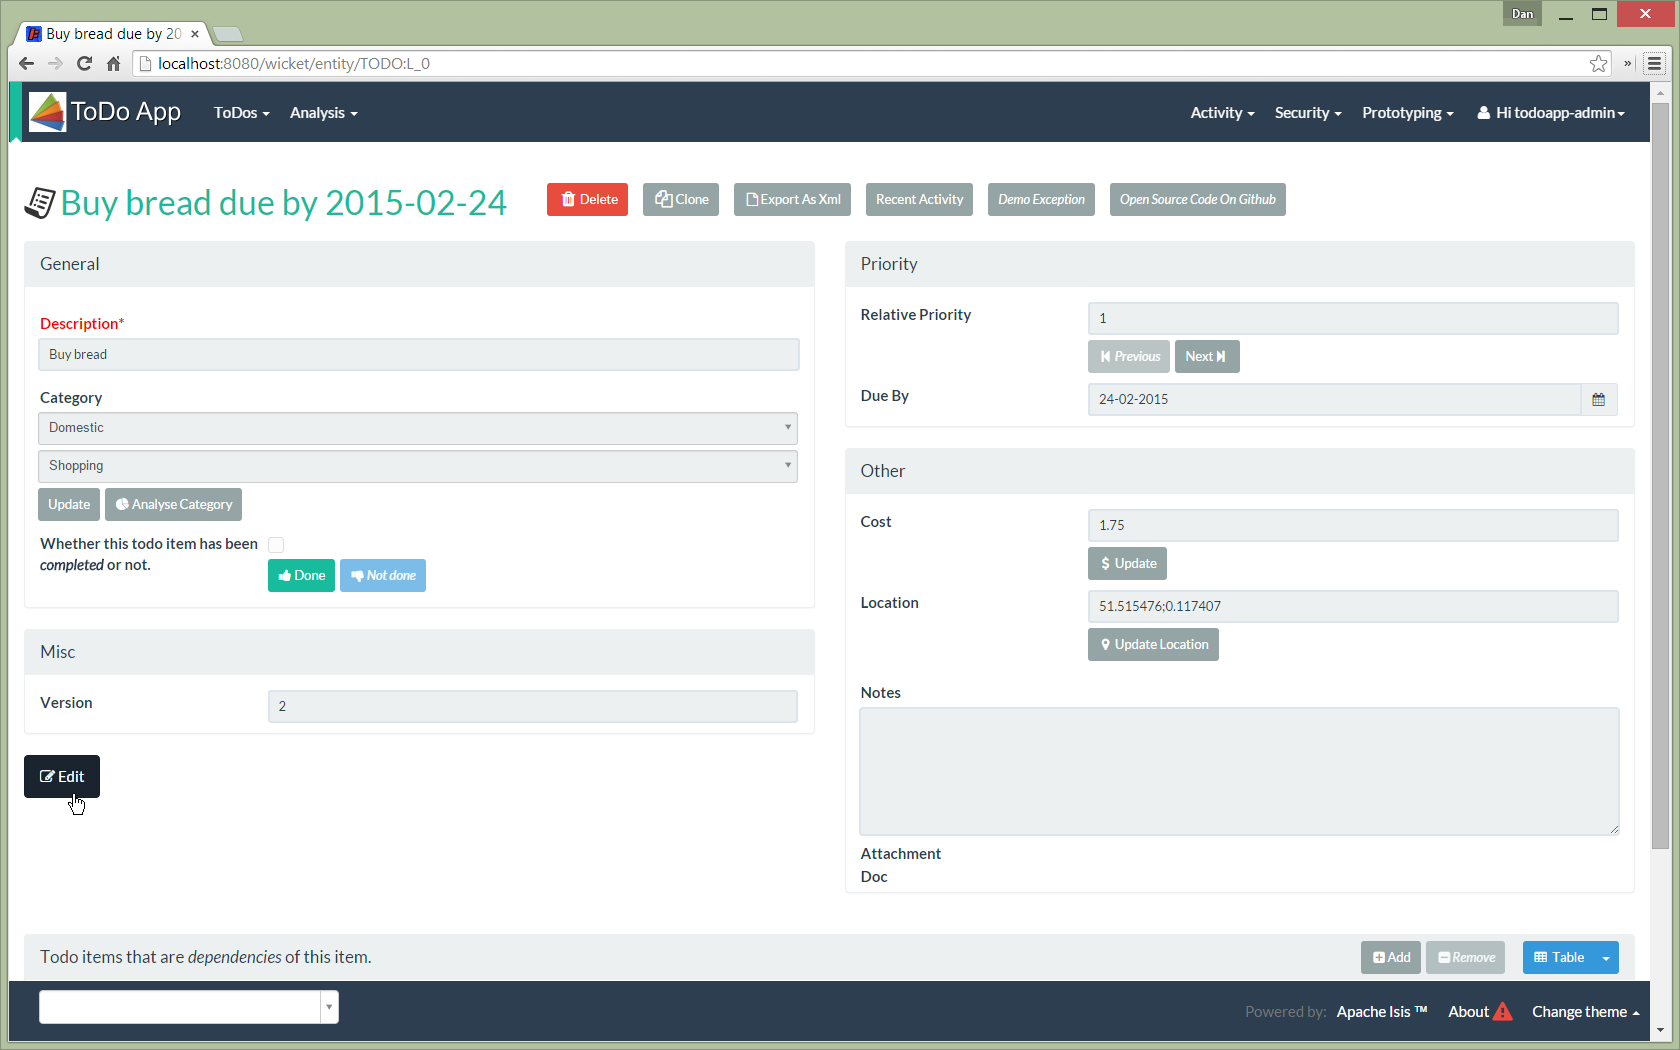 Dan
Buy bread due by 20
localhost:8080/wicket/entity/TODO:L_0
»
ToDo App
ToDos
Analysis
Activity
Security
Prototyping
Hi todoapp-admin
Buy bread due by 2015-02-24
Delete
Clone
Export As Xml
Recent Activity
Demo Exception
Open Source Code On Github
General
Description*
Buy bread
Category
Domestic
Shopping
Update
Analyse Category
Whether this todo item has been
completed or not.
Done
Not done
Misc
Version
2
Edit
Priority
Relative Priority
1
Previous
Next
Due By
24-02-2015
Other
Cost
1.75
$ Update
Location
51.515476;0.117407
Update Location
Notes
Attachment
Doc
Todo items that are dependencies of this item.
Add
Remove
Table
Powered by: Apache Isis ™
About
Change theme